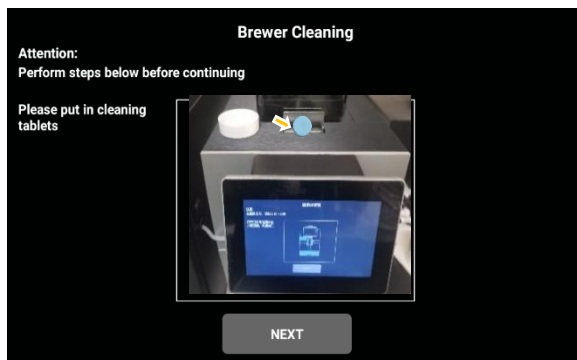 Brewer Cleaning
Attention:
Perform steps below before continuing
Please put in cleaning
tablets
NEXT